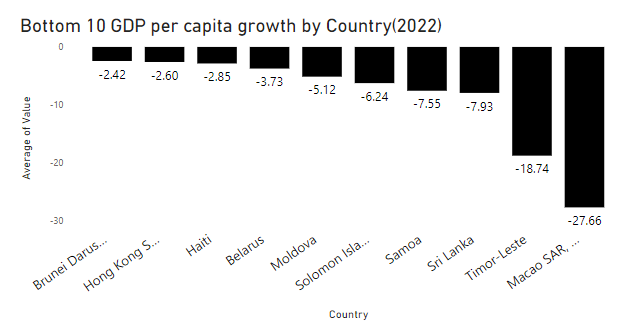 Bottom 10 GDP per capita growth by Country(2022)
0
-10
-20
-30
Average of Value
-2.42
-2.60
-2.85
-3.73
-5.12
-6.24
-7.55
-7.93
-18.74
-27.66
Brunei Darus...
Hong Kong S...
Haiti
Belarus
Moldova
Solomon Isla...
Samoa
Sri Lanka
Timor-Leste
Macao SAR, ...
Country